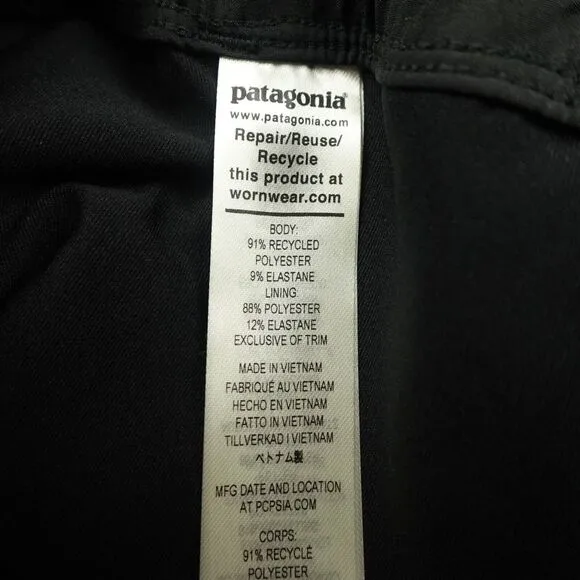 patagonia®
www.patagonia.com
Repair/Reuse/
Recycle
this product at
wornwear.com
BODY:
91% RECYCLED
POLYESTER
9% ELASTANE
LINING:
88% POLYESTER
12% ELASTANE
EXCLUSIVE OF TRIM
MADE IN VIETNAM
FABRIQUÉ AU VIETNAM
HECHO EN VIETNAM
FATTO IN VIETNAM
TILLVERKAD I VIETNAM
ベトナム製
MFG DATE AND LOCATION
AT PCPSIA.COM
CORPS:
91% RECYCLÉ
POLYESTER